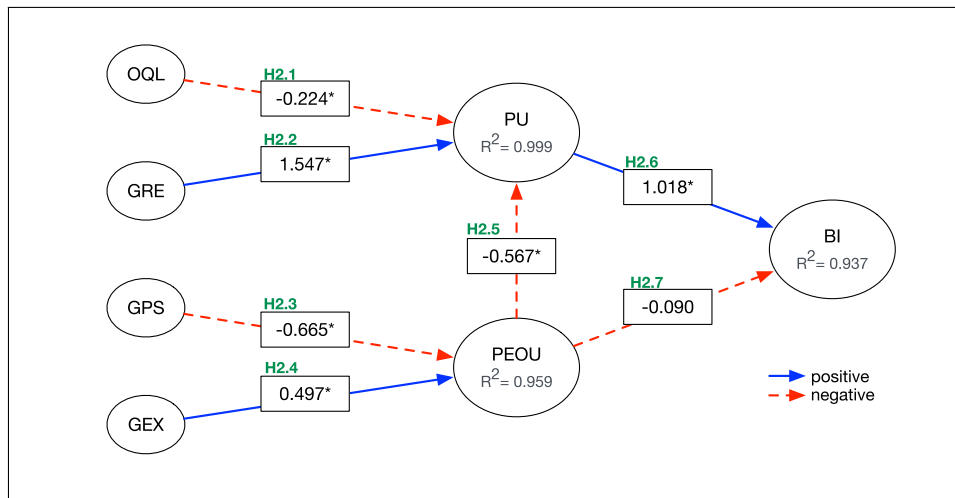 OQL
H2.1
-0.224*
PU
R2= 0.999
H2.2
1.547*
GRE
H2.6
1.018*
H2.5
-0.567*
BI
R2= 0.937
GPS
H2.3
-0.665*
H2.7
-0.090
PEOU
R2= 0.959
H2.4
0.497*
GEX
positive
negative